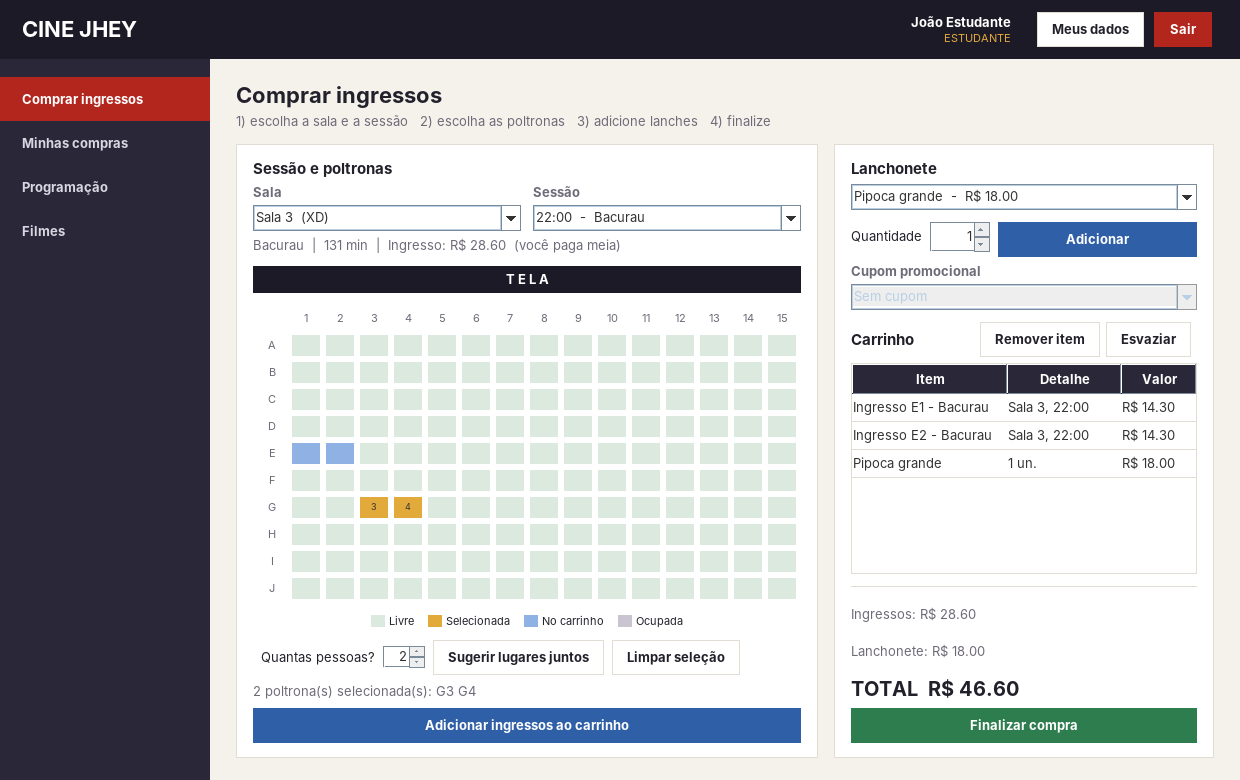 CINE JHEY
João Estudante
ESTUDANTE
Meus dados
Sair
Comprar ingressos
Minhas compras
Programação
Filmes
Comprar ingressos
1) escolha a sala e a sessão   2) escolha as poltronas   3) adicione lanches   4) finalize
Sessão e poltronas
Sala
Sessão
Sala 3  (XD)
22:00  -  Bacurau
Bacurau  |  131 min  |  Ingresso: R$ 28.60  (você paga meia)
TELA
1 2 3 4 5 6 7 8 9 10 11 12 13 14 15
A
B
C
D
E
F
G 3 4
H
I
J
Livre
Selecionada
No carrinho
Ocupada
Quantas pessoas? 2
Sugerir lugares juntos
Limpar seleção
2 poltrona(s) selecionada(s): G3 G4
Adicionar ingressos ao carrinho
Lanchonete
Pipoca grande  -  R$ 18.00
Quantidade 1
Adicionar
Cupom promocional
Sem cupom
Carrinho
Remover item
Esvaziar
Item Detalhe Valor
Ingresso E1 - Bacurau Sala 3, 22:00 R$ 14.30
Ingresso E2 - Bacurau Sala 3, 22:00 R$ 14.30
Pipoca grande 1 un. R$ 18.00
Ingressos: R$ 28.60
Lanchonete: R$ 18.00
TOTAL  R$ 46.60
Finalizar compra